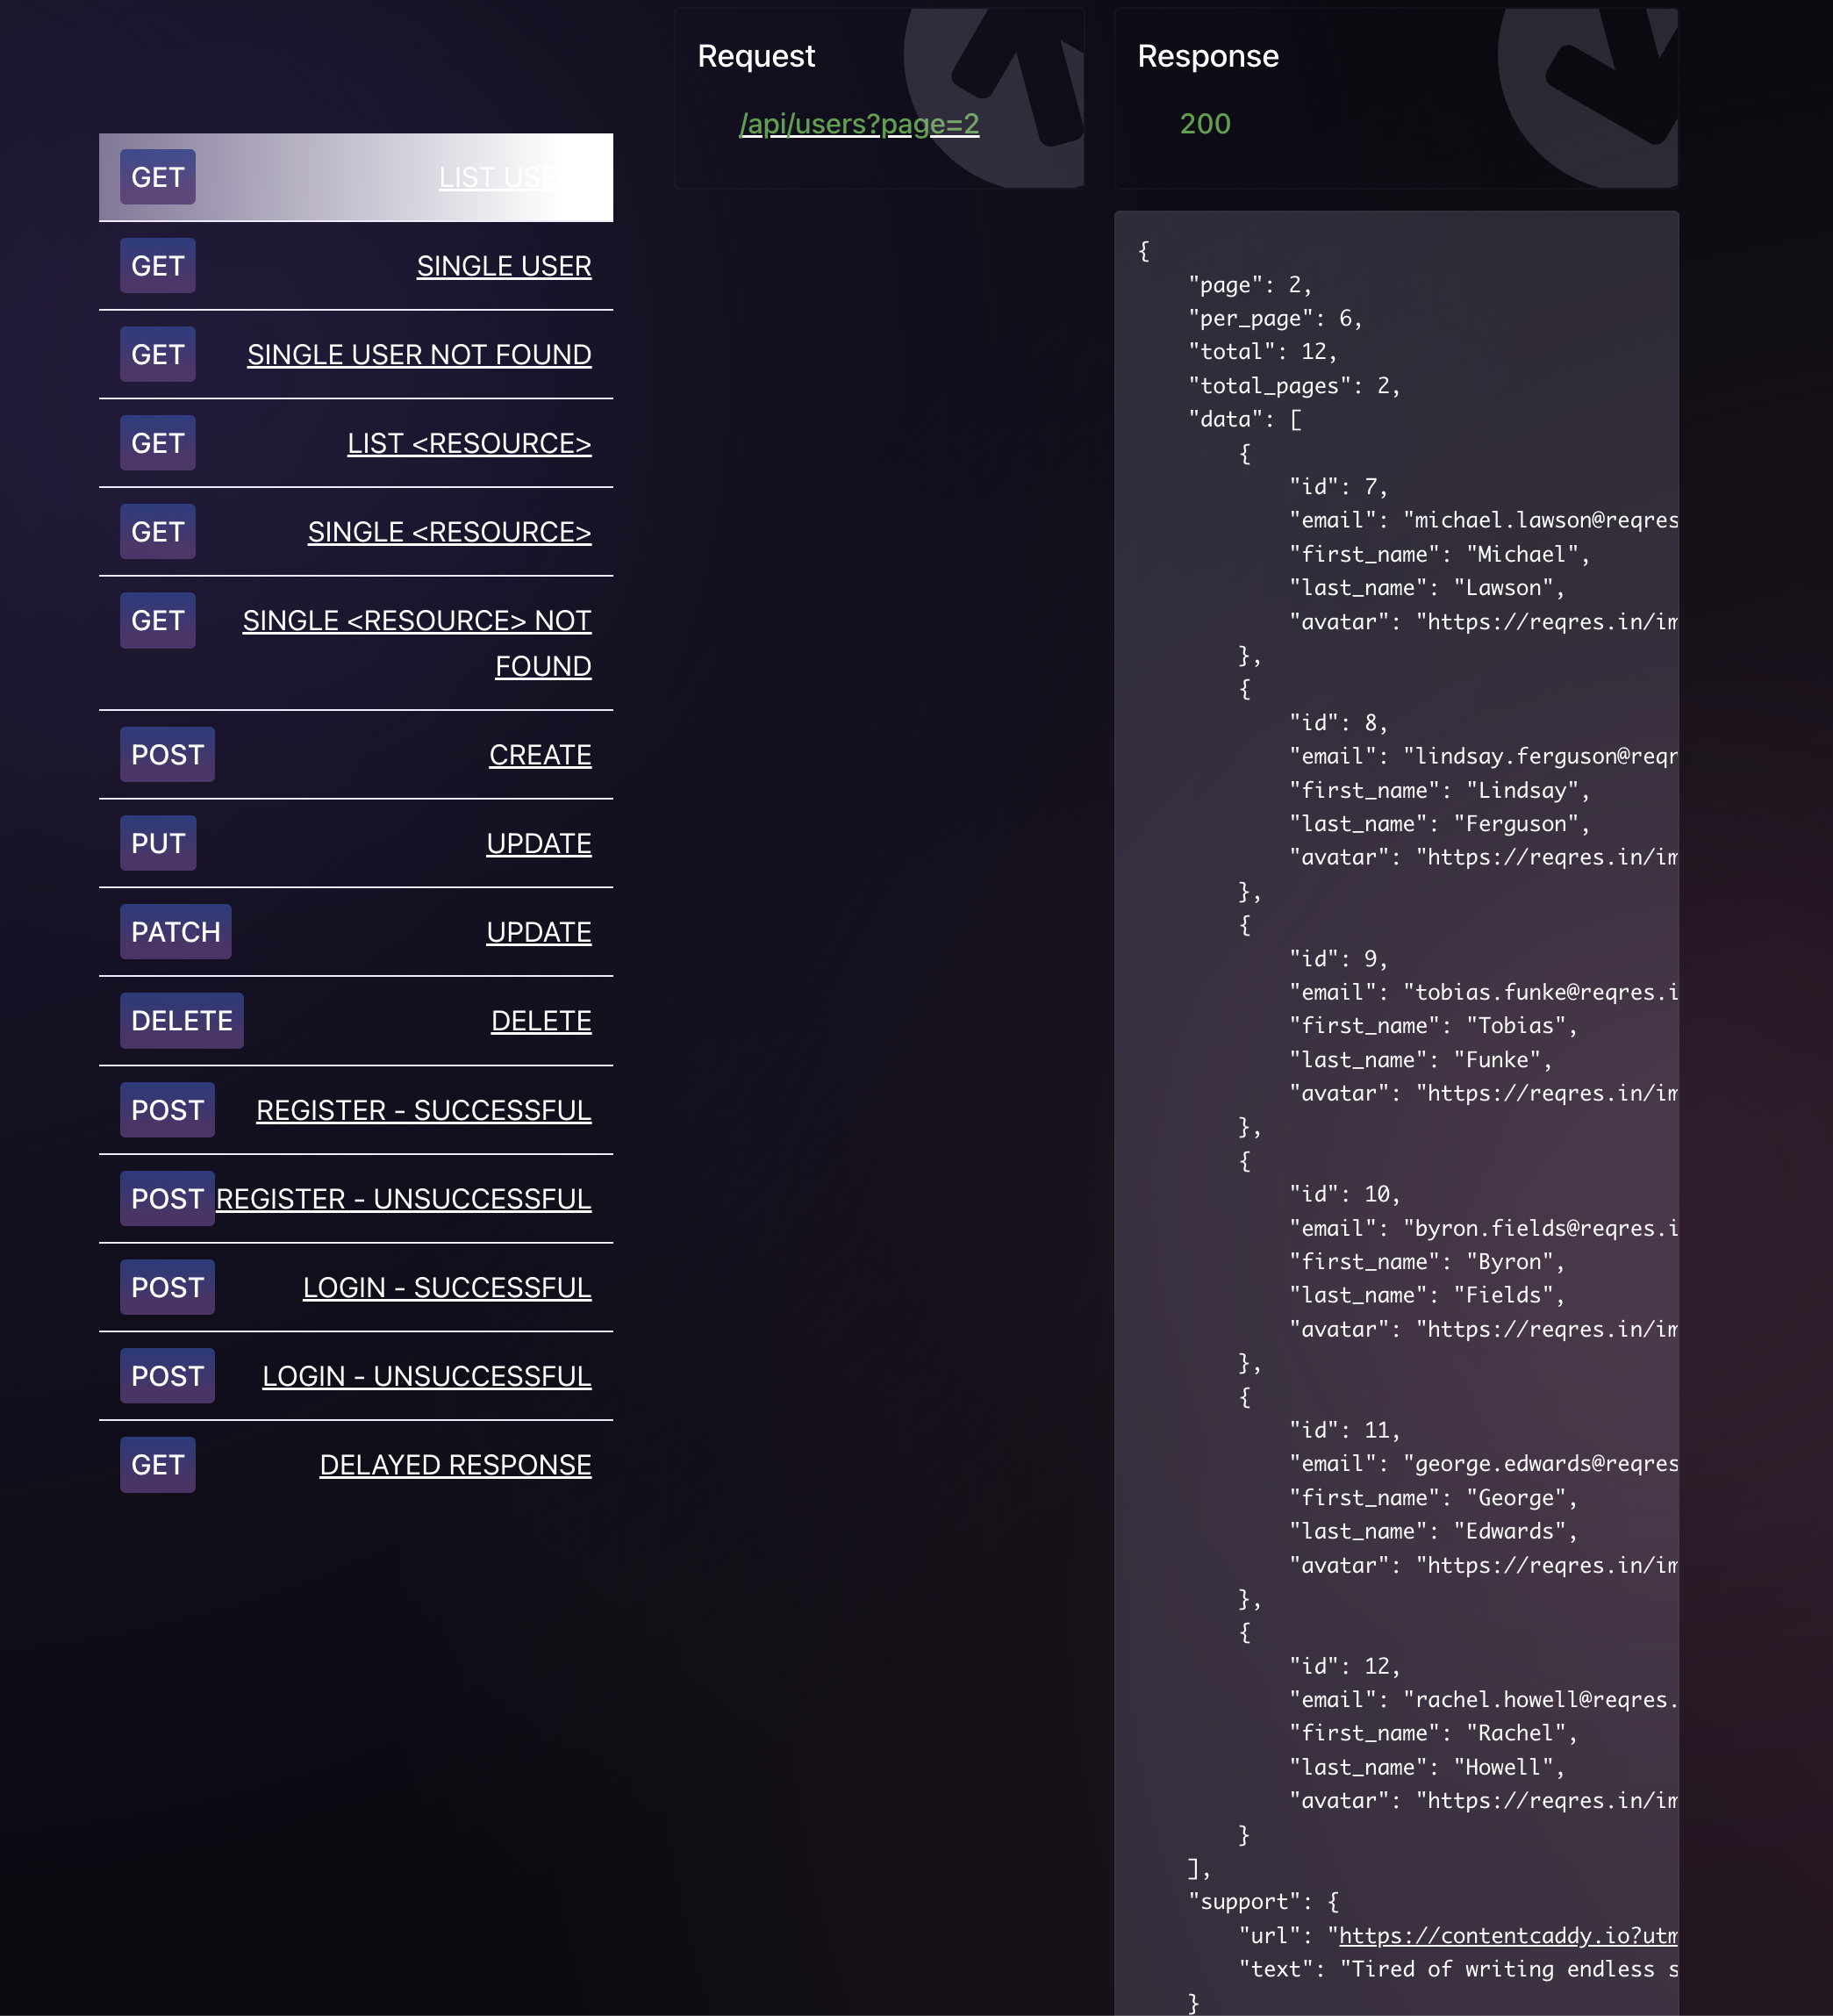 GET LIST USE
GET SINGLE USER
GET SINGLE USER NOT FOUND
GET LIST <RESOURCE>
GET SINGLE <RESOURCE>
GET SINGLE <RESOURCE> NOT
FOUND
POST CREATE
PUT UPDATE
PATCH UPDATE
DELETE DELETE
POST REGISTER - SUCCESSFUL
POST REGISTER - UNSUCCESSFUL
POST LOGIN - SUCCESSFUL
POST LOGIN - UNSUCCESSFUL
GET DELAYED RESPONSE
Request
/api/users?page=2
Response
200
{
"page": 2,
"per_page": 6,
"total": 12,
"total_pages": 2,
"data": [
{
"id": 7,
"email": "michael.lawson@reqres
"first_name": "Michael",
"last_name": "Lawson",
"avatar": "https://reqres.in/im
},
{
"id": 8,
"email": "lindsay.ferguson@reqr
"first_name": "Lindsay",
"last_name": "Ferguson",
"avatar": "https://reqres.in/im
},
{
"id": 9,
"email": "tobias.funke@reqres.i
"first_name": "Tobias",
"last_name": "Funke",
"avatar": "https://reqres.in/im
},
{
"id": 10,
"email": "byron.fields@reqres.i
"first_name": "Byron",
"last_name": "Fields",
"avatar": "https://reqres.in/im
},
{
"id": 11,
"email": "george.edwards@reqres
"first_name": "George",
"last_name": "Edwards",
"avatar": "https://reqres.in/im
},
{
"id": 12,
"email": "rachel.howell@reqres.
"first_name": "Rachel",
"last_name": "Howell",
"avatar": "https://reqres.in/im
}
],
"support": {
"url": "https://contentcaddy.io?utm
"text": "Tired of writing endless s
}